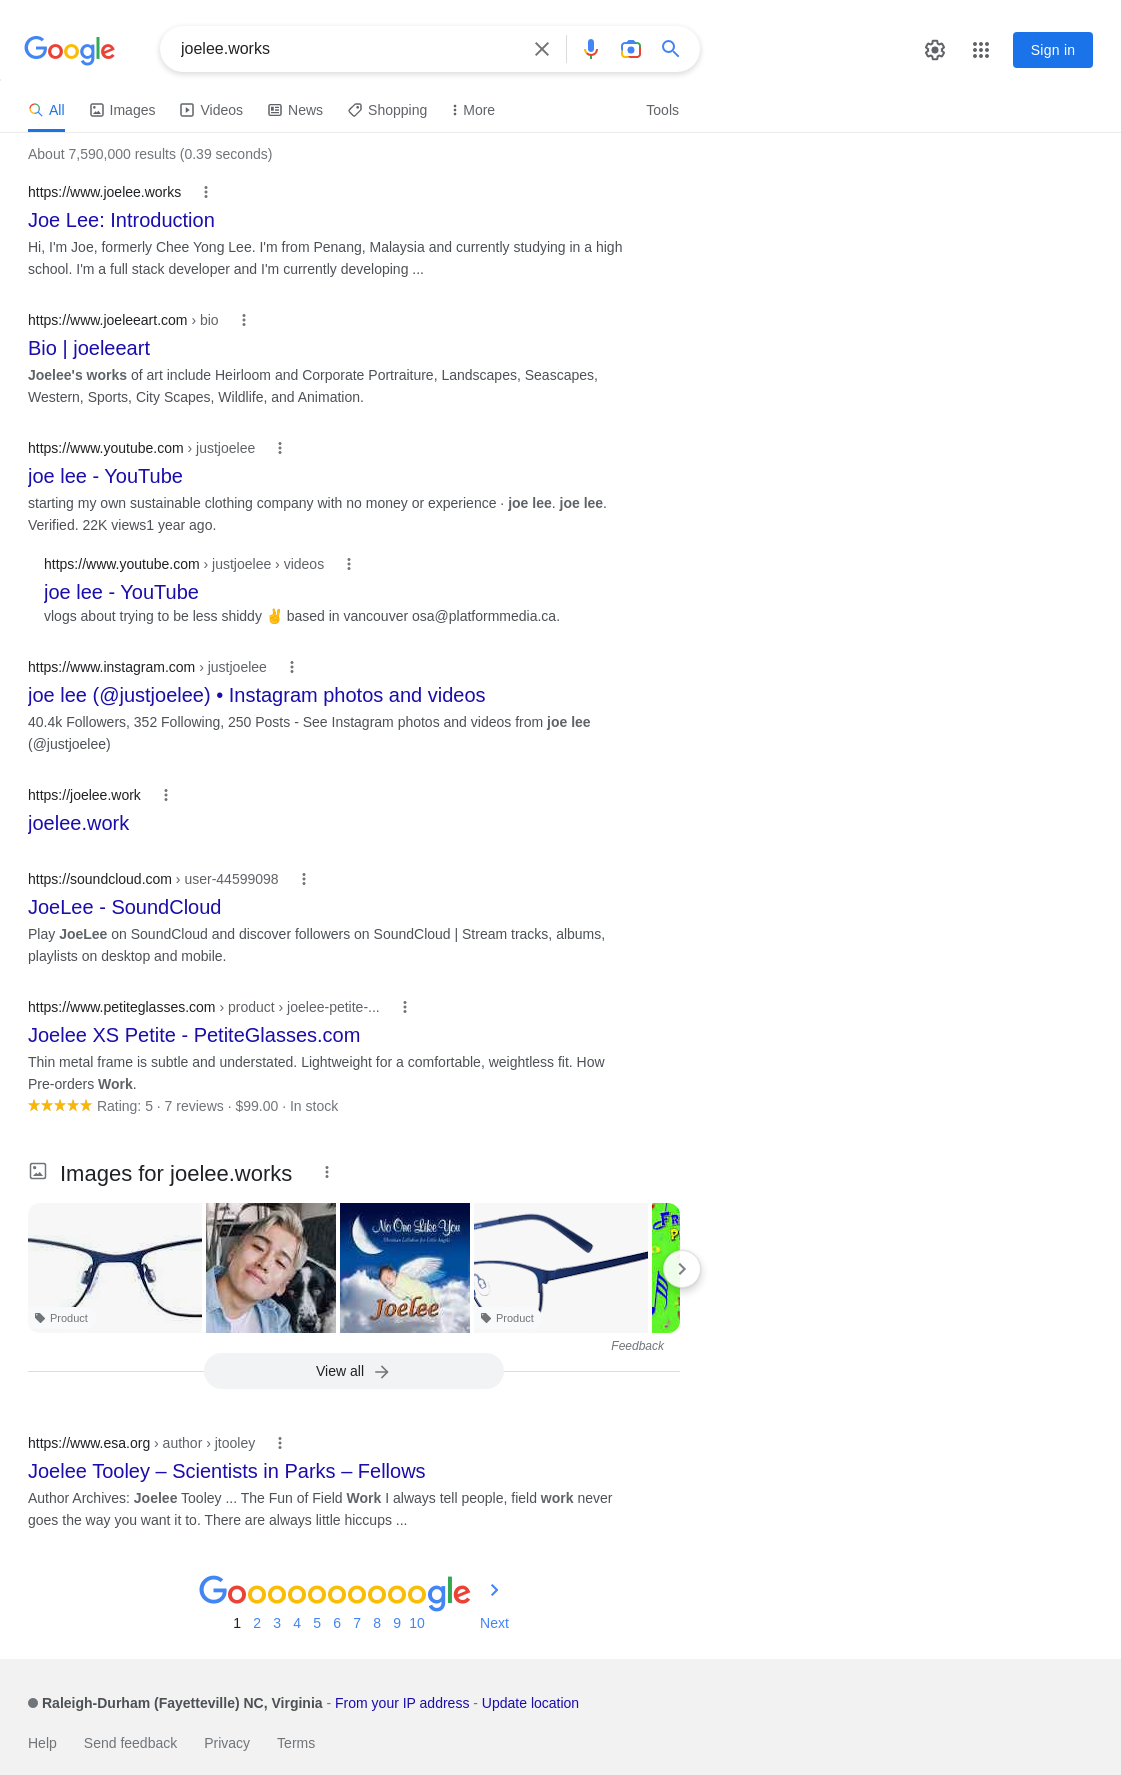 Google
joelee.works
Sign in
All Images Videos News Shopping More Tools
About 7,590,000 results (0.39 seconds)
https://www.joelee.works
Joe Lee: Introduction
Hi, I'm Joe, formerly Chee Yong Lee. I'm from Penang, Malaysia and currently studying in a high
school. I'm a full stack developer and I'm currently developing ...
https://www.joeleeart.com › bio
Bio | joeleeart
Joelee's works of art include Heirloom and Corporate Portraiture, Landscapes, Seascapes,
Western, Sports, City Scapes, Wildlife, and Animation.
https://www.youtube.com › justjoelee
joe lee - YouTube
starting my own sustainable clothing company with no money or experience · joe lee. joe lee.
Verified. 22K views1 year ago.
https://www.youtube.com › justjoelee › videos
joe lee - YouTube
vlogs about trying to be less shiddy ✌ based in vancouver osa@platformmedia.ca.
https://www.instagram.com › justjoelee
joe lee (@justjoelee) • Instagram photos and videos
40.4k Followers, 352 Following, 250 Posts - See Instagram photos and videos from joe lee
(@justjoelee)
https://joelee.work
joelee.work
https://soundcloud.com › user-44599098
JoeLee - SoundCloud
Play JoeLee on SoundCloud and discover followers on SoundCloud | Stream tracks, albums,
playlists on desktop and mobile.
https://www.petiteglasses.com › product › joelee-petite-...
Joelee XS Petite - PetiteGlasses.com
Thin metal frame is subtle and understated. Lightweight for a comfortable, weightless fit. How
Pre-orders Work.
Rating: 5 · 7 reviews · $99.00 · In stock
Images for joelee.works
No One Like You
Joelee
Product
Product
Feedback
View all
https://www.esa.org › author › jtooley
Joelee Tooley – Scientists in Parks – Fellows
Author Archives: Joelee Tooley ... The Fun of Field Work I always tell people, field work never
goes the way you want it to. There are always little hiccups ...
Goooooooooogle
1 2 3 4 5 6 7 8 9 10 Next
Raleigh-Durham (Fayetteville) NC, Virginia - From your IP address - Update location
Help Send feedback Privacy Terms